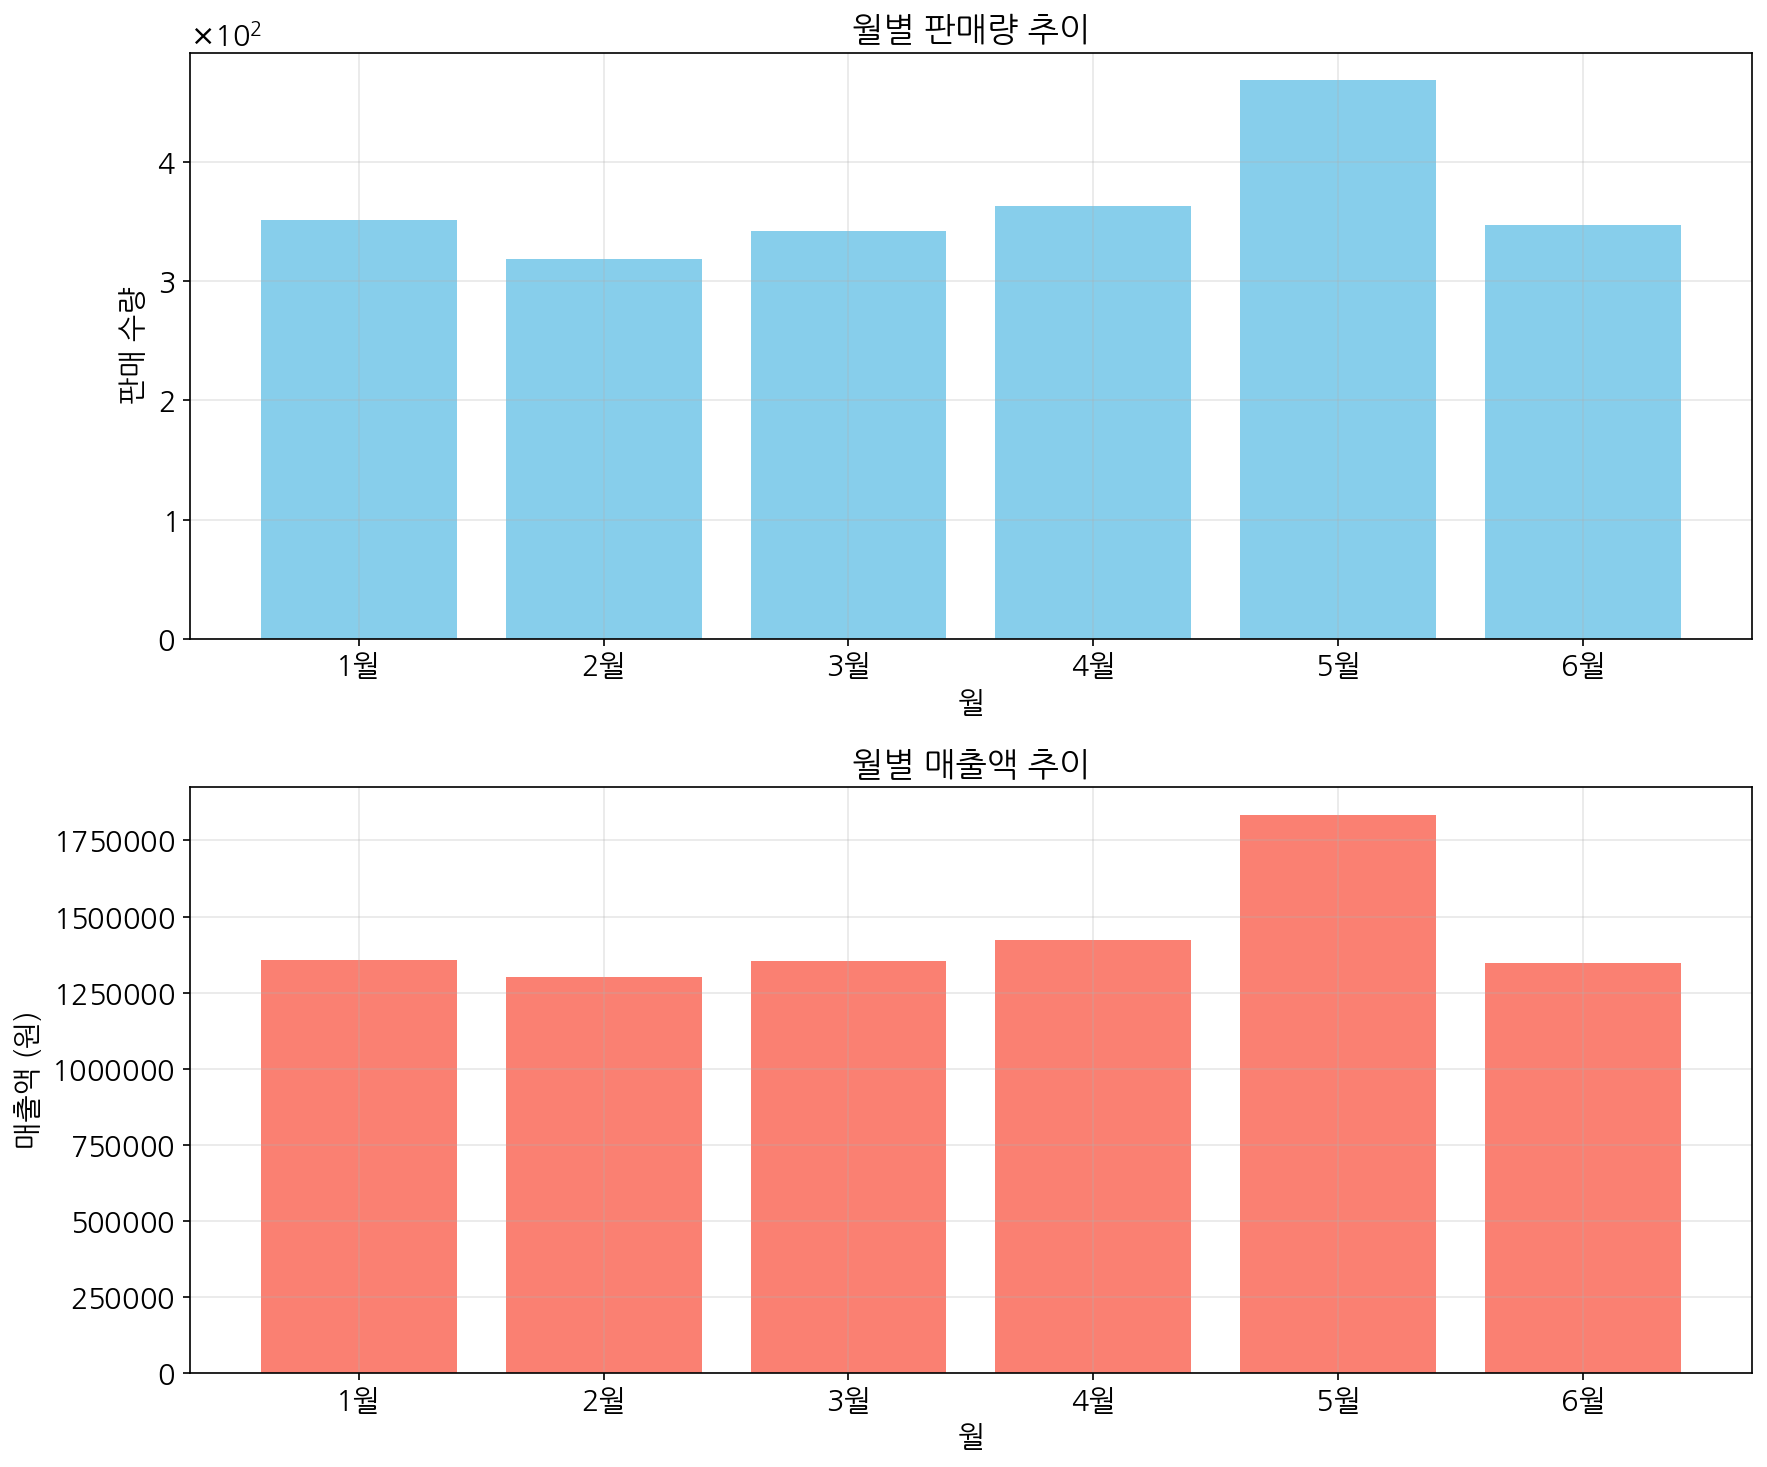 월별 판매량 추이
×10²
4
3
2
1
0
판매 수량
1월 2월 3월 4월 5월 6월
월
월별 매출액 추이
1750000
1500000
1250000
1000000
750000
500000
250000
0
매출액 (원)
1월 2월 3월 4월 5월 6월
월